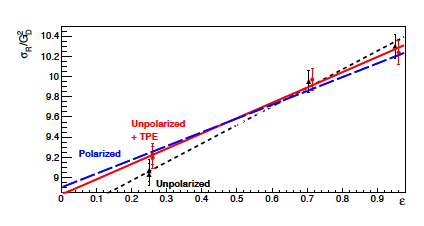 σR/G²D
10.4
10.2
10
9.8
9.6
9.4
9.2
9
Unpolarized
+ TPE
Polarized
Unpolarized
0 0.1 0.2 0.3 0.4 0.5 0.6 0.7 0.8 0.9 ε